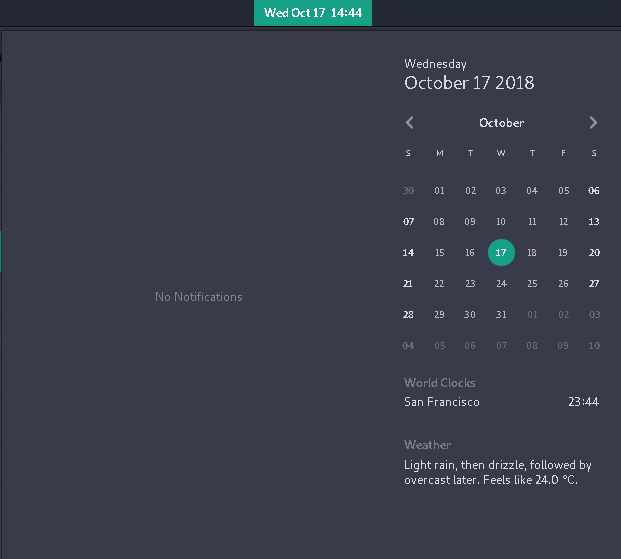 Wed Oct 17 14:44
Wednesday
October 17 2018
October
S M T W T F S
30 01 02 03 04 05 06
07 08 09 10 11 12 13
14 15 16 17 18 19 20
21 22 23 24 25 26 27
28 29 30 31 01 02 03
04 05 06 07 08 09 10
No Notifications
World Clocks
San Francisco 23:44
Weather
Light rain, then drizzle, followed by
overcast later. Feels like 24.0 °C.